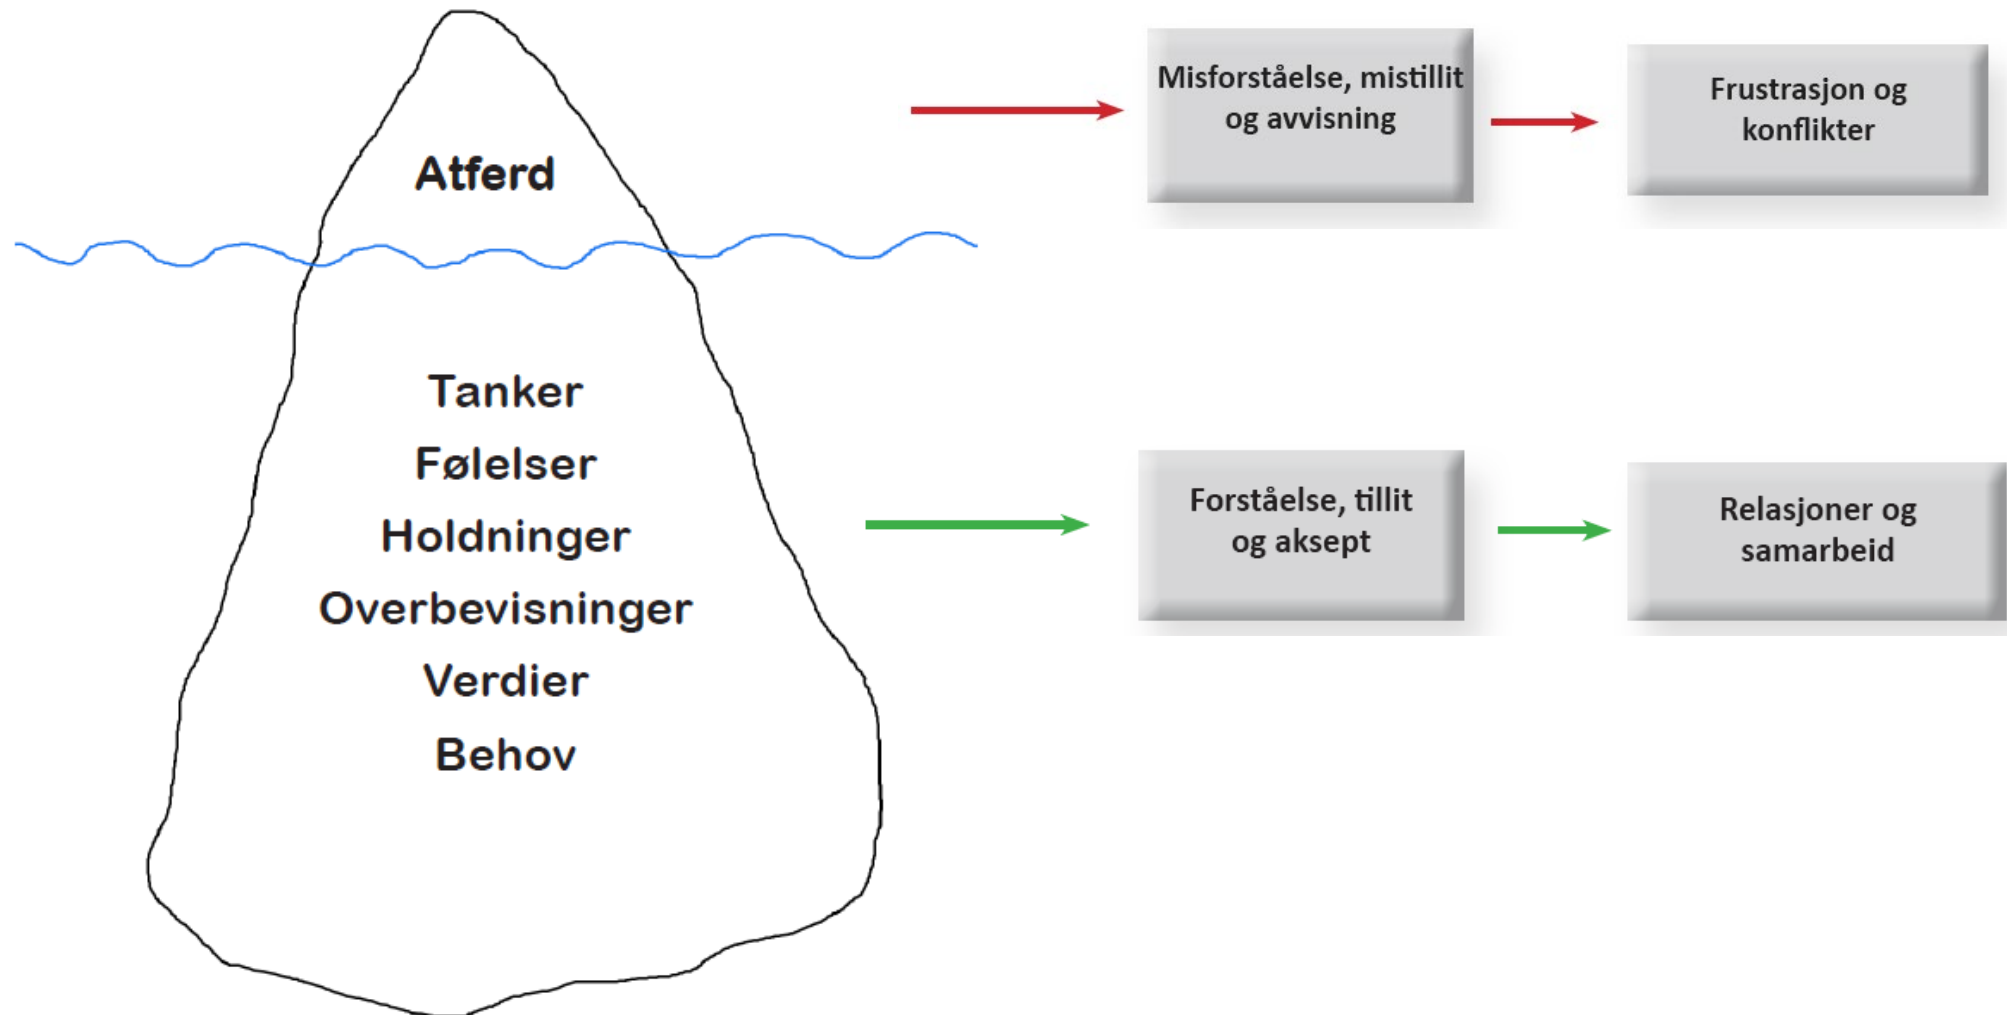 Atferd
Tanker
Følelser
Holdninger
Overbevisninger
Verdier
Behov
Misforståelse, mistillit
og avvisning
Frustrasjon og
konflikter
Forståelse, tillit
og aksept
Relasjoner og
samarbeid